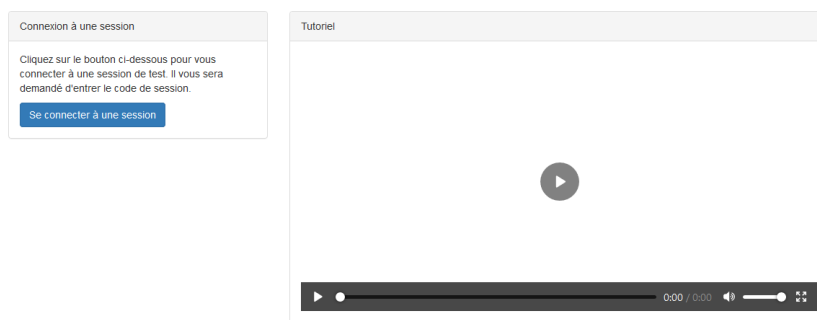 Connexion à une session
Cliquez sur le bouton ci-dessous pour vous
connecter à une session de test. Il vous sera
demandé d'entrer le code de session.
Se connecter à une session
Tutoriel
0:00 / 0:00